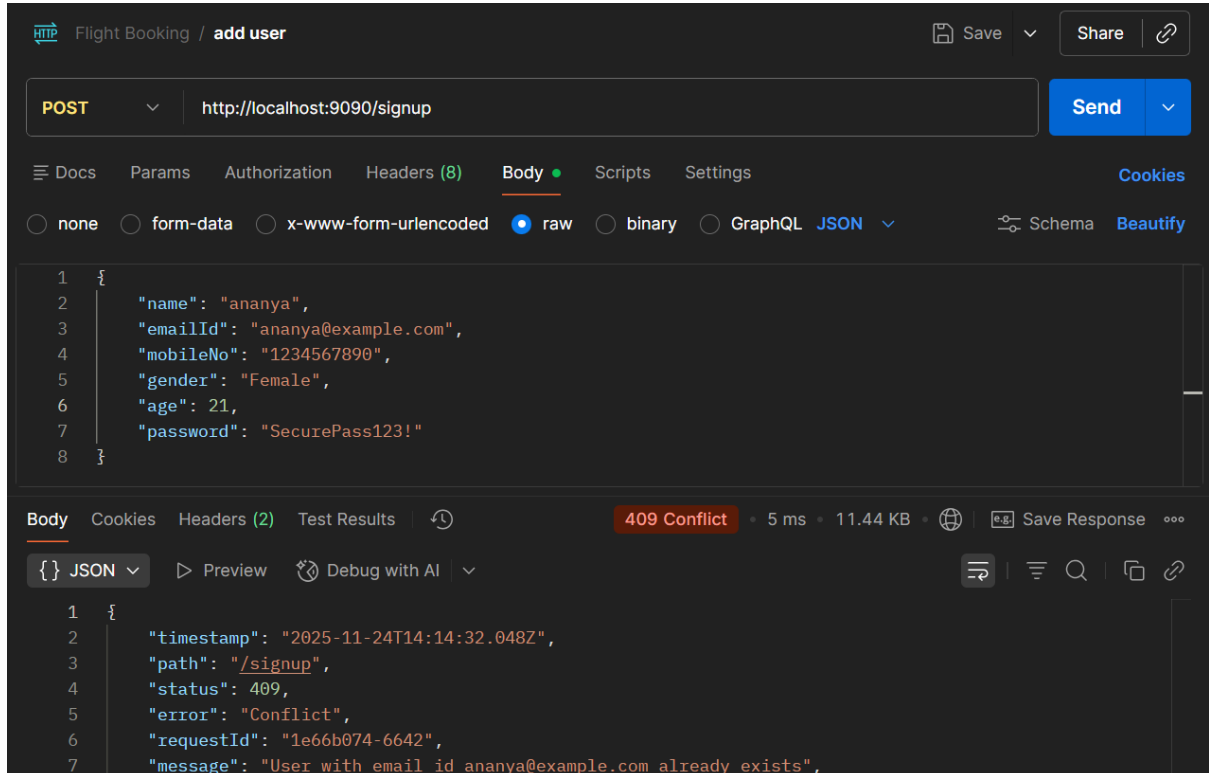 HTTP Flight Booking / add user Save Share
POST http://localhost:9090/signup Send
Docs Params Authorization Headers (8) Body Scripts Settings Cookies
none form-data x-www-form-urlencoded raw binary GraphQL JSON Schema Beautify
1 {
2 "name": "ananya",
3 "emailId": "ananya@example.com",
4 "mobileNo": "1234567890",
5 "gender": "Female",
6 "age": 21,
7 "password": "SecurePass123!"
8 }
Body Cookies Headers (2) Test Results 409 Conflict • 5 ms • 11.44 KB • e.g. Save Response
{} JSON Preview Debug with AI
1 {
2 "timestamp": "2025-11-24T14:14:32.048Z",
3 "path": "/signup",
4 "status": 409,
5 "error": "Conflict",
6 "requestId": "1e66b074-6642",
7 "message": "User with email id ananya@example.com already exists",